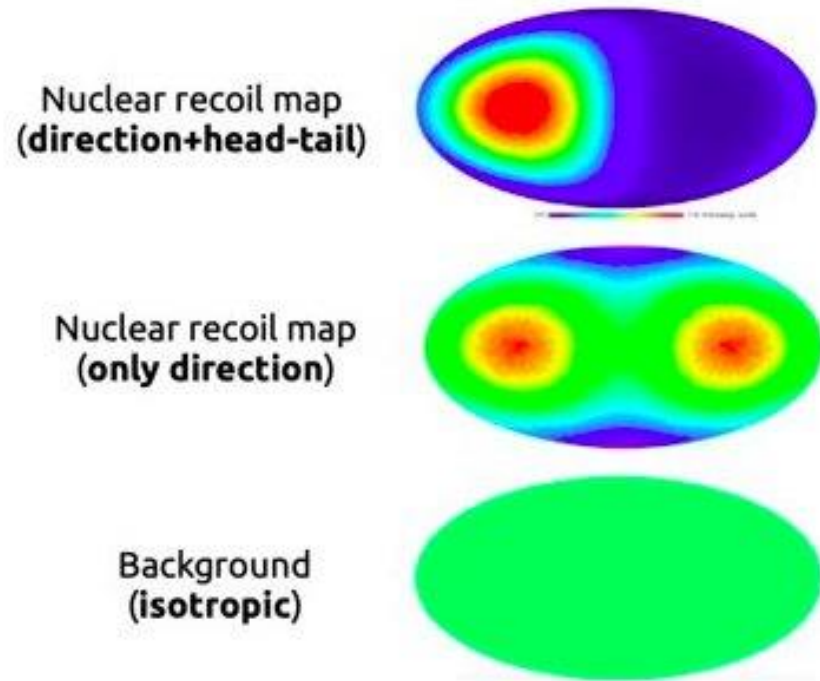 Nuclear recoil map
(direction+head-tail)
Nuclear recoil map
(only direction)
Background
(isotropic)